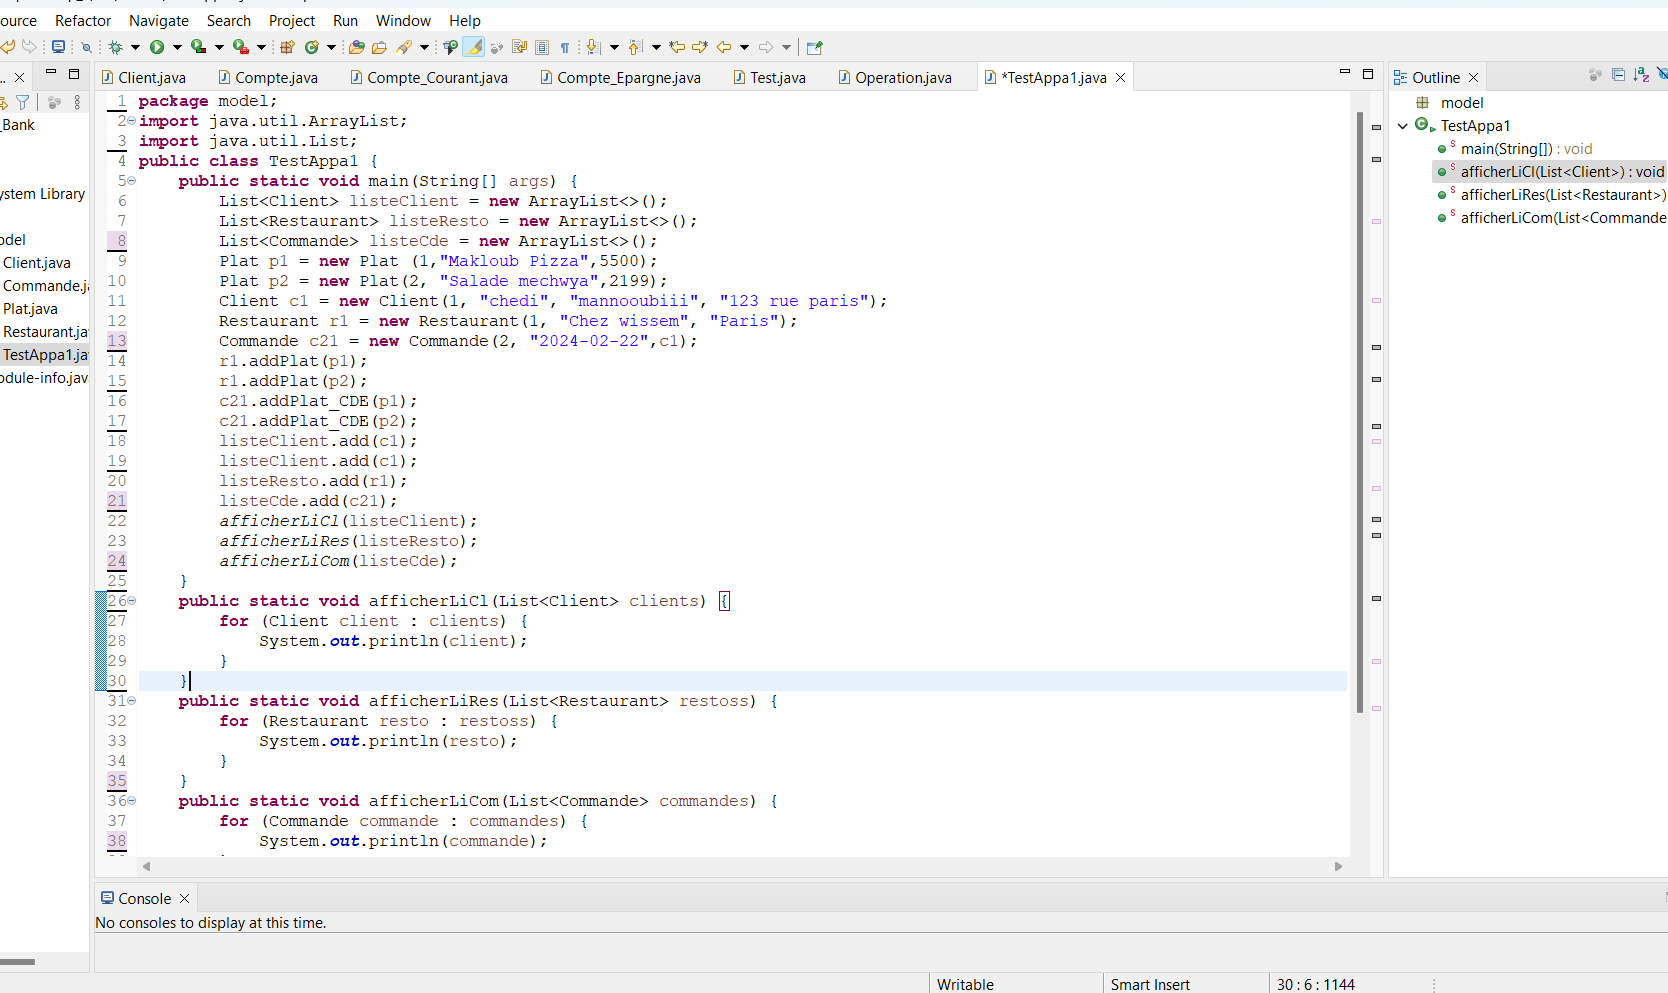 ource Refactor Navigate Search Project Run Window Help
Client.java Compte.java Compte_Courant.java Compte_Epargne.java Test.java Operation.java *TestAppa1.java
Outline
_Bank
ystem Library
odel
Client.java
Commande.ja
Plat.java
Restaurant.ja
TestAppa1.ja
odule-info.jav
1 package model;
2 import java.util.ArrayList;
3 import java.util.List;
4 public class TestAppa1 {
5 public static void main(String[] args) {
6 List<Client> listeClient = new ArrayList<>();
7 List<Restaurant> listeResto = new ArrayList<>();
8 List<Commande> listeCde = new ArrayList<>();
9 Plat p1 = new Plat (1,"Makloub Pizza",5500);
10 Plat p2 = new Plat(2, "Salade mechwya",2199);
11 Client c1 = new Client(1, "chedi", "mannooubiii", "123 rue paris");
12 Restaurant r1 = new Restaurant(1, "Chez wissem", "Paris");
13 Commande c21 = new Commande(2, "2024-02-22",c1);
14 r1.addPlat(p1);
15 r1.addPlat(p2);
16 c21.addPlat_CDE(p1);
17 c21.addPlat_CDE(p2);
18 listeClient.add(c1);
19 listeClient.add(c1);
20 listeResto.add(r1);
21 listeCde.add(c21);
22 afficherLiCl(listeClient);
23 afficherLiRes(listeResto);
24 afficherLiCom(listeCde);
25 }
26 public static void afficherLiCl(List<Client> clients) {
27 for (Client client : clients) {
28 System.out.println(client);
29 }
30 }
31 public static void afficherLiRes(List<Restaurant> restoss) {
32 for (Restaurant resto : restoss) {
33 System.out.println(resto);
34 }
35 }
36 public static void afficherLiCom(List<Commande> commandes) {
37 for (Commande commande : commandes) {
38 System.out.println(commande);
model
TestAppa1
main(String[]) : void
afficherLiCl(List<Client>) : void
afficherLiRes(List<Restaurant>)
afficherLiCom(List<Commande
Console
No consoles to display at this time.
Writable Smart Insert 30 : 6 : 1144